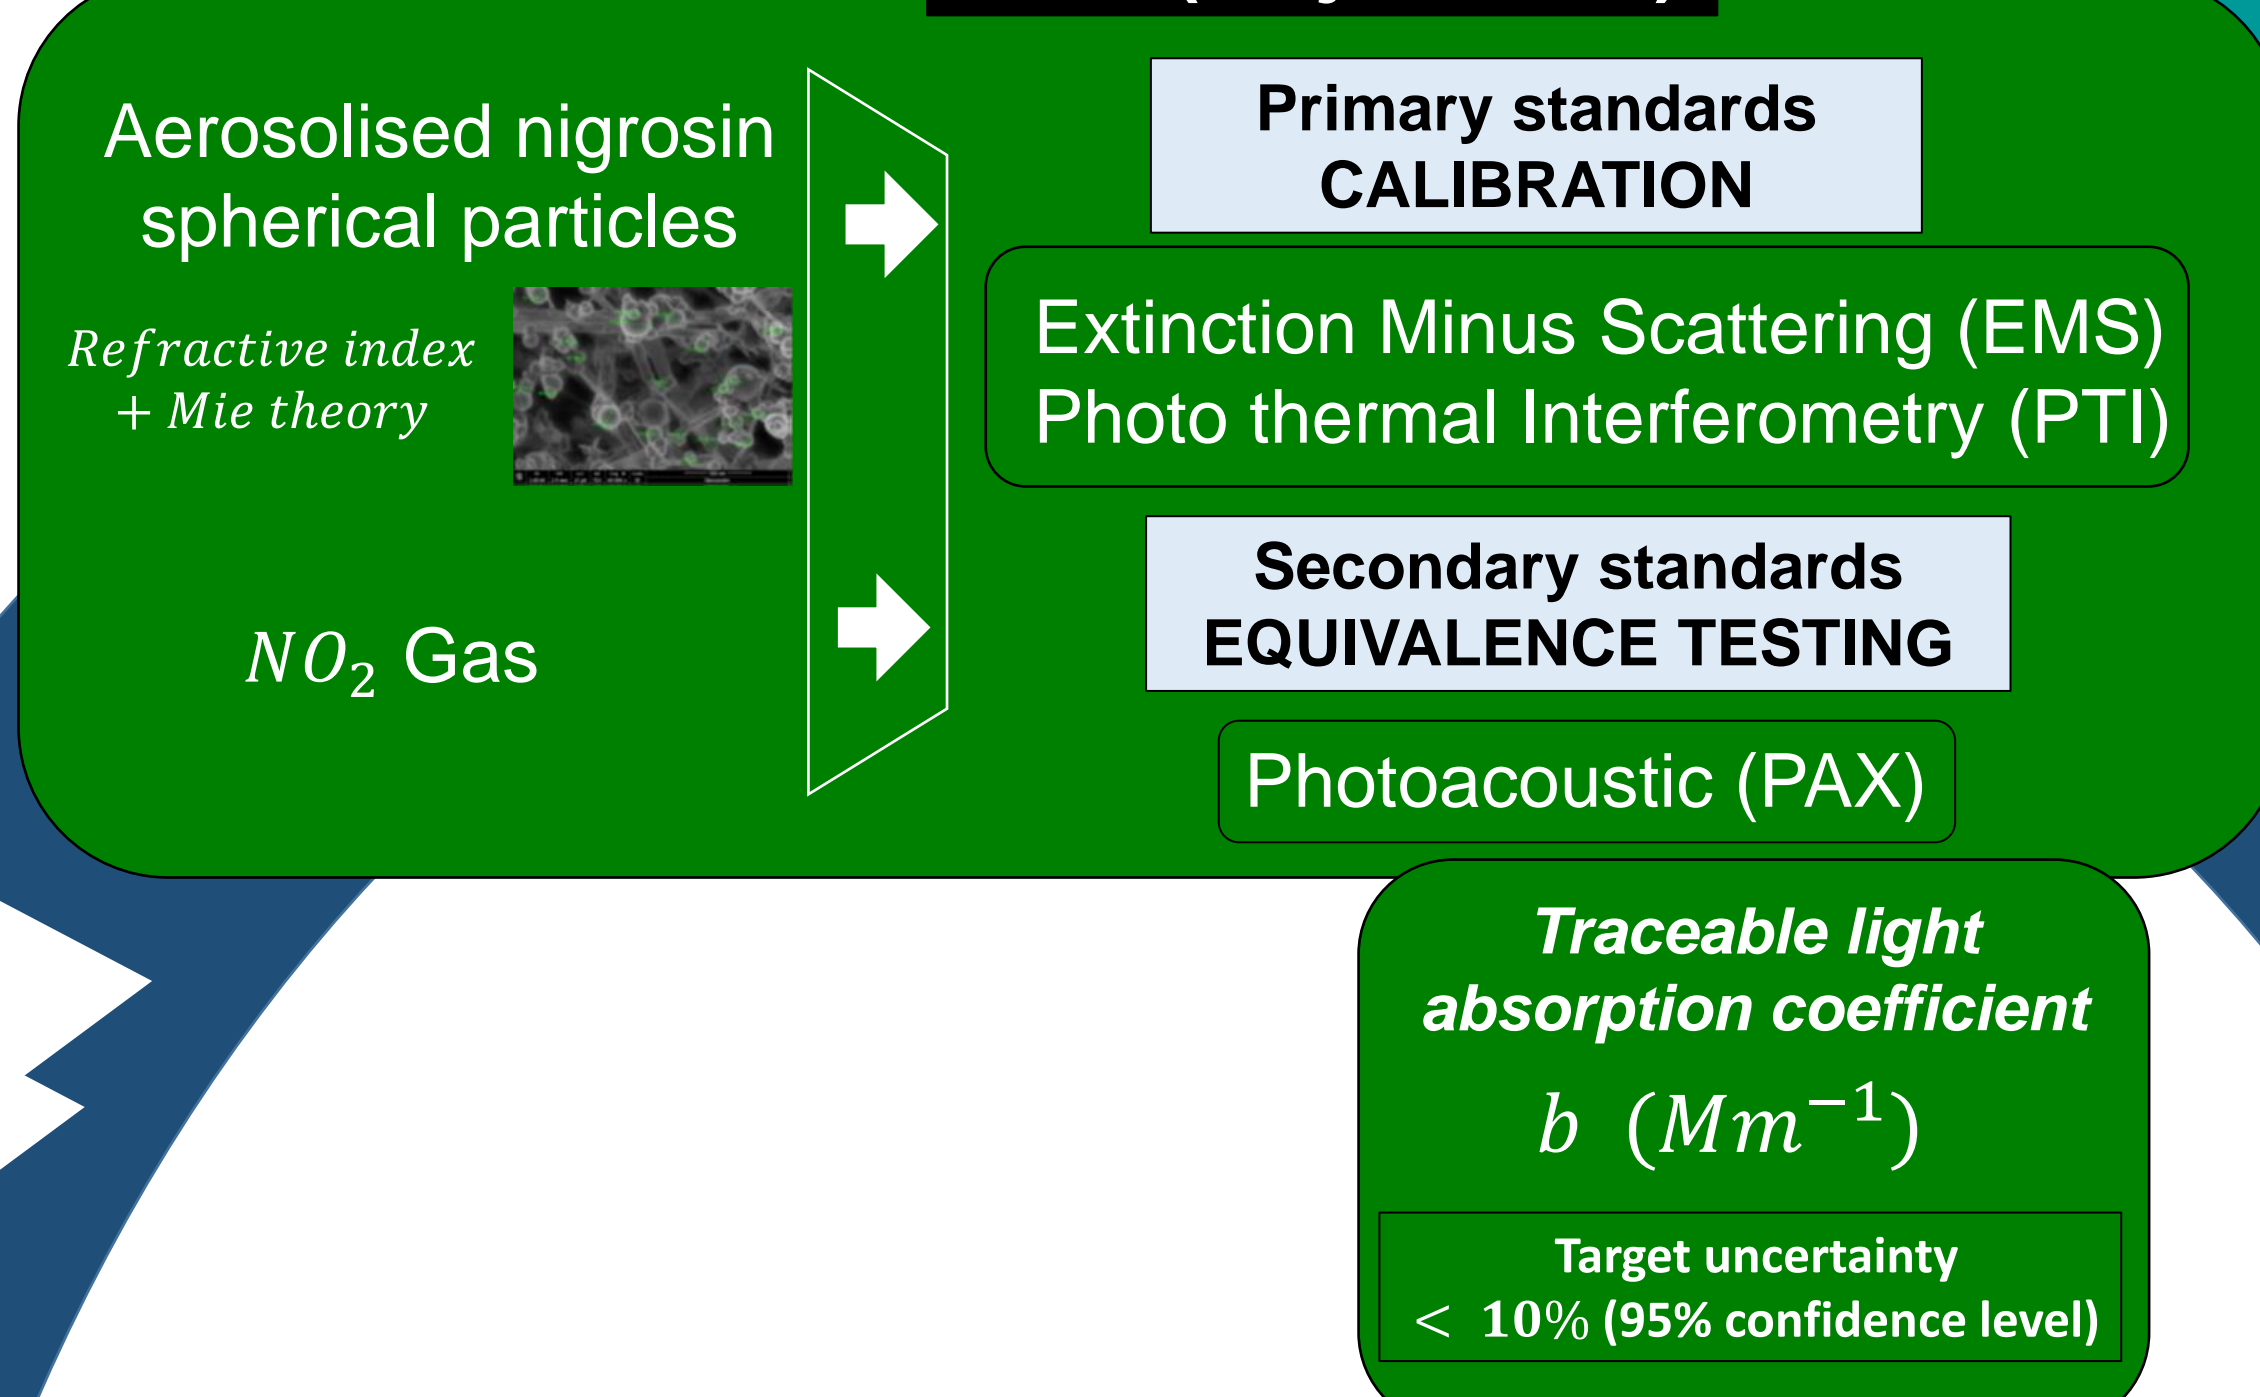 Aerosolised nigrosin
spherical particles
Refractive index
+ Mie theory
NO₂ Gas
Primary standards
CALIBRATION
Extinction Minus Scattering (EMS)
Photo thermal Interferometry (PTI)
Secondary standards
EQUIVALENCE TESTING
Photoacoustic (PAX)
Traceable light
absorption coefficient
b (Mm⁻¹)
Target uncertainty
< 10% (95% confidence level)